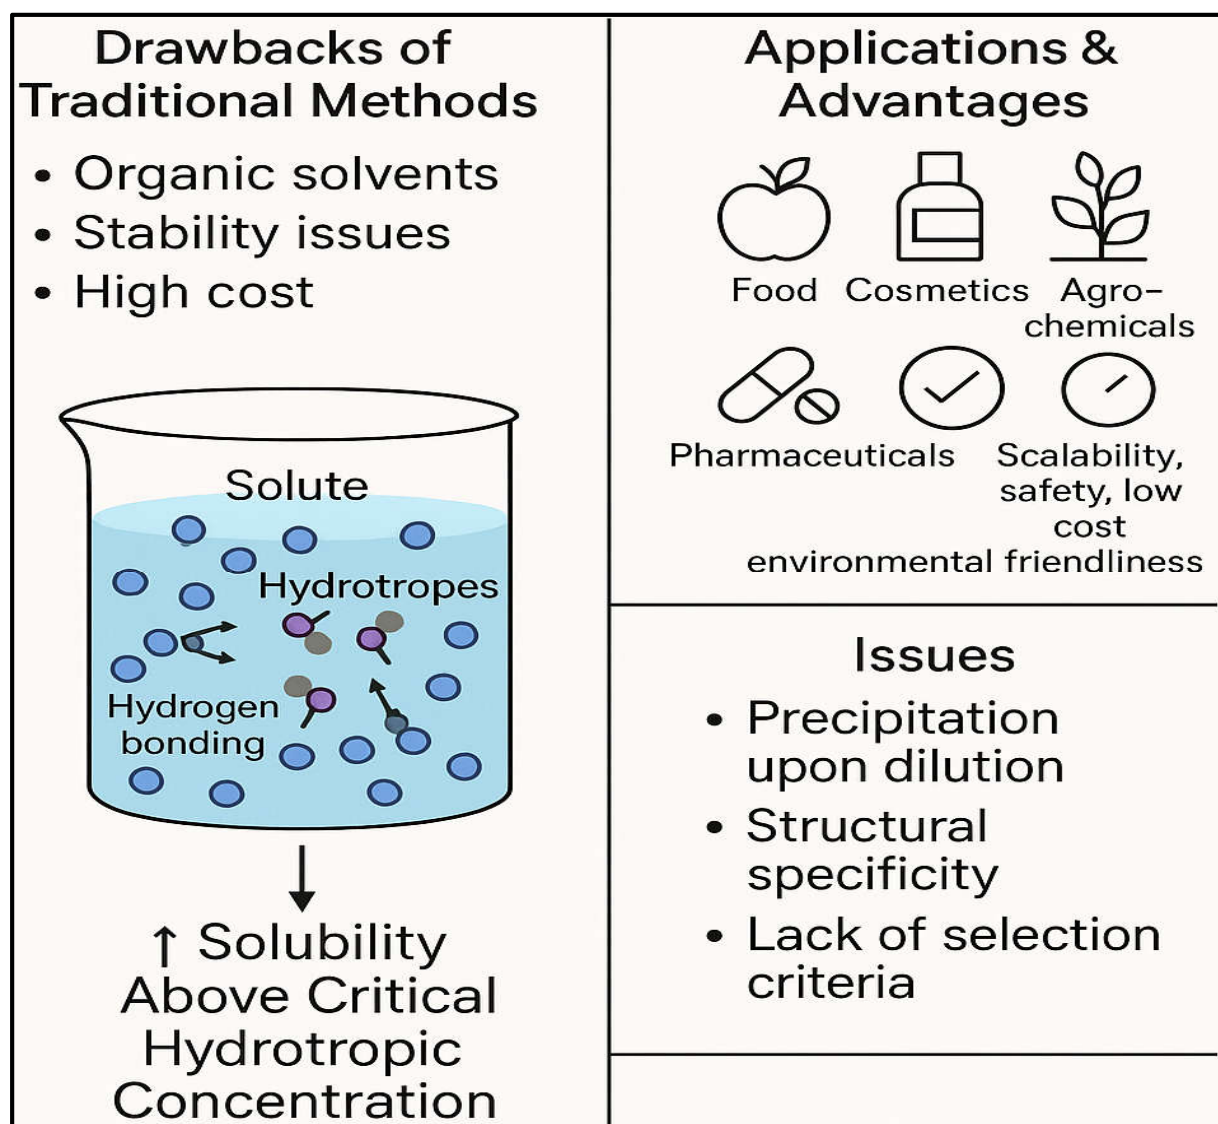 Drawbacks of
Traditional Methods
• Organic solvents
• Stability issues
• High cost
Solute
Hydrotropes
Hydrogen
bonding
↑ Solubility
Above Critical
Hydrotropic
Concentration
Applications &
Advantages
Food
Cosmetics
Agro–
chemicals
Pharmaceuticals
Scalability,
safety, low
cost
environmental friendliness
Issues
• Precipitation
upon dilution
• Structural
specificity
• Lack of selection
criteria